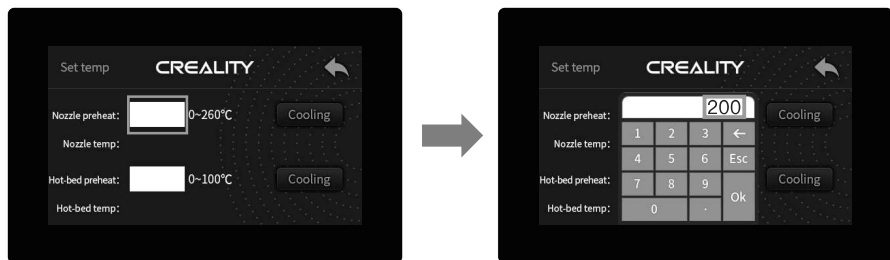 Set temp CREALITY
Nozzle preheat: 0~260℃ Cooling
Nozzle temp:
Hot-bed preheat: 0~100℃ Cooling
Hot-bed temp:
Set temp CREALITY
200
Nozzle preheat: Cooling
1 2 3 ←
Nozzle temp:
4 5 6 Esc
Hot-bed preheat: 7 8 9 Cooling
Ok
Hot-bed temp: 0 .